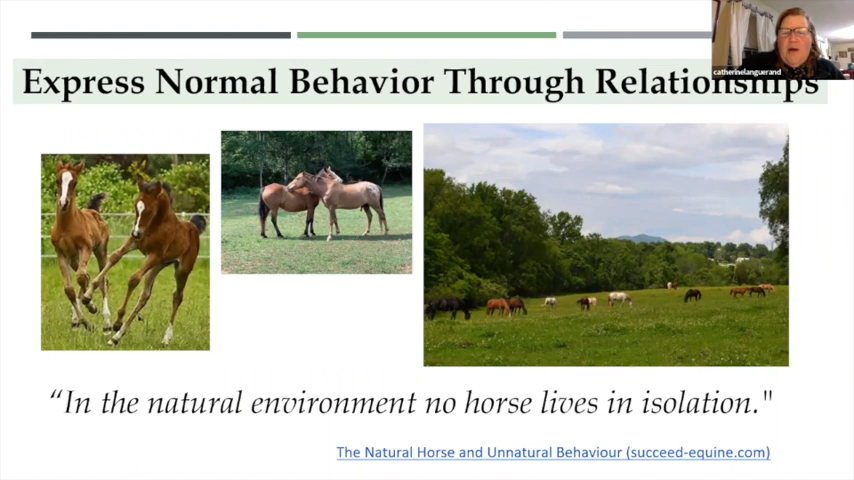 Express Normal Behavior Through Relationships
catherinelanguerand
“In the natural environment no horse lives in isolation."
The Natural Horse and Unnatural Behaviour (succeed-equine.com)